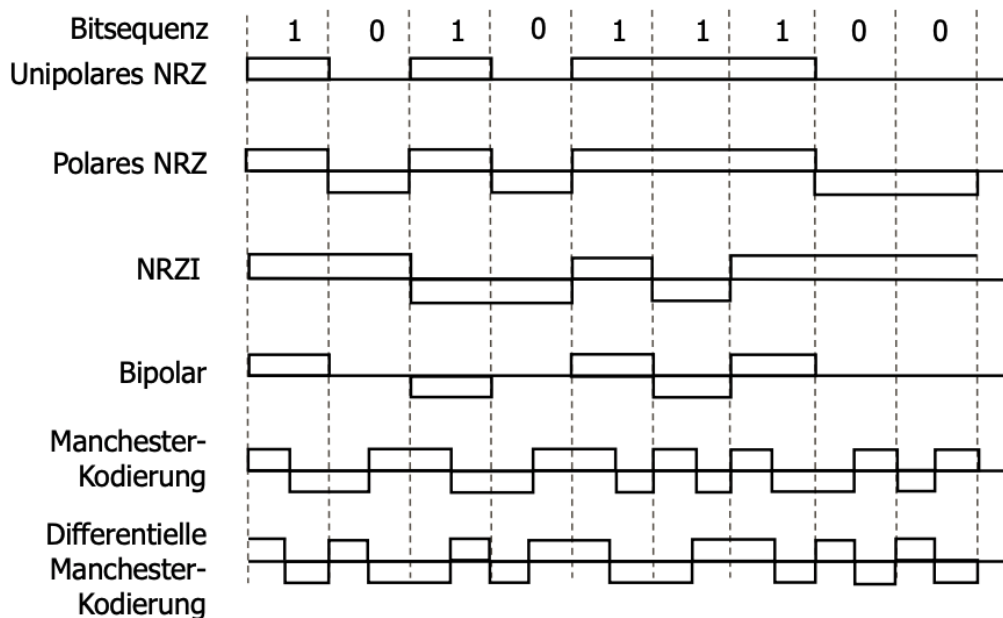 Bitsequenz 1 0 1 0 1 1 1 0 0
Unipolares NRZ
Polares NRZ
NRZI
Bipolar
Manchester-
Kodierung
Differentielle
Manchester-
Kodierung